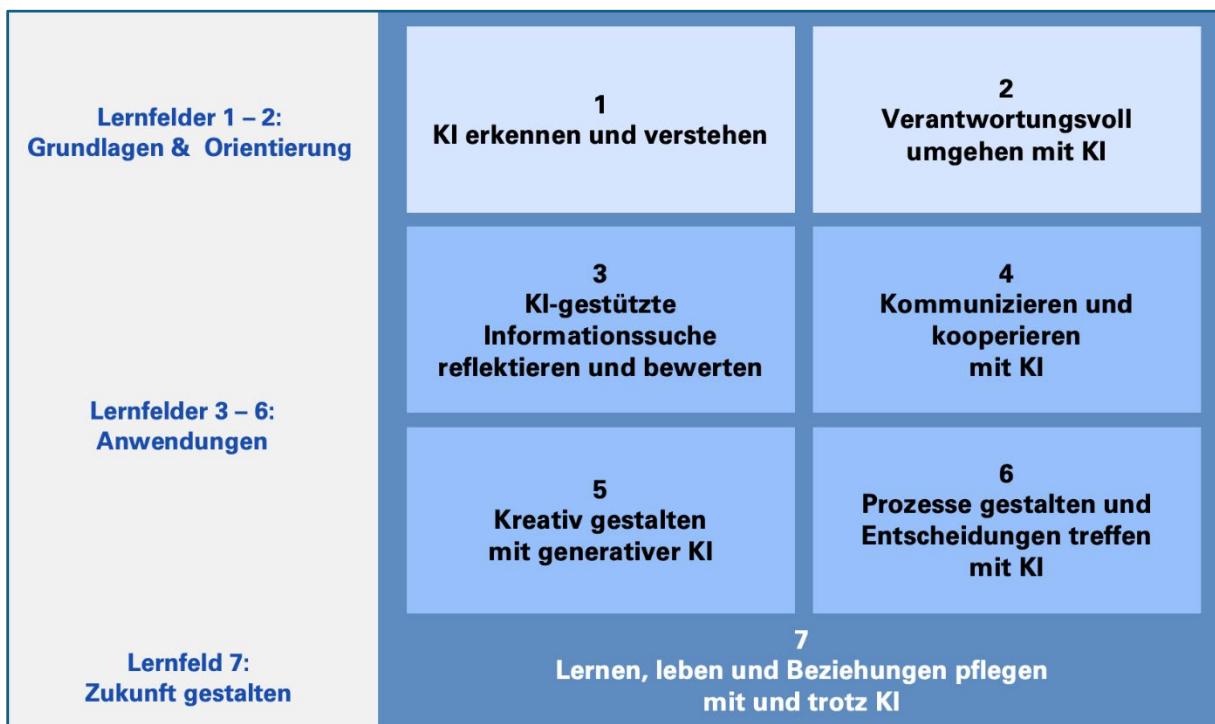 Lernfelder 1 – 2:
Grundlagen & Orientierung
1
KI erkennen und verstehen
2
Verantwortungsvoll
umgehen mit KI
Lernfelder 3 – 6:
Anwendungen
3
KI-gestützte
Informationssuche
reflektieren und bewerten
4
Kommunizieren und
kooperieren
mit KI
5
Kreativ gestalten
mit generativer KI
6
Prozesse gestalten und
Entscheidungen treffen
mit KI
Lernfeld 7:
Zukunft gestalten
7
Lernen, leben und Beziehungen pflegen
mit und trotz KI